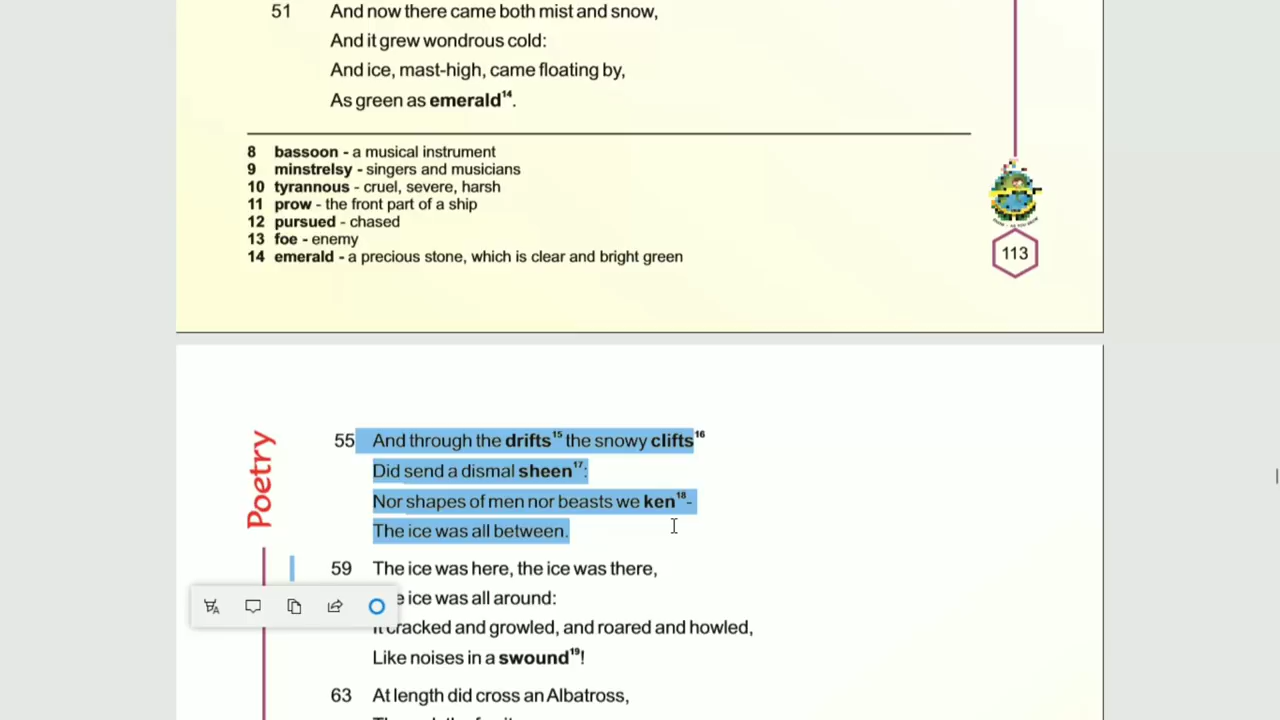 51 And now there came both mist and snow,
And it grew wondrous cold:
And ice, mast-high, came floating by,
As green as emerald14.
8 bassoon - a musical instrument
9 minstrelsy - singers and musicians
10 tyrannous - cruel, severe, harsh
11 prow - the front part of a ship
12 pursued - chased
13 foe - enemy
14 emerald - a precious stone, which is clear and bright green
113
Poetry
55 And through the drifts15 the snowy clifts16
Did send a dismal sheen17:
Nor shapes of men nor beasts we ken18-
The ice was all between.
59 The ice was here, the ice was there,
ice was all around:
It cracked and growled, and roared and howled,
Like noises in a swound19!
63 At length did cross an Albatross,